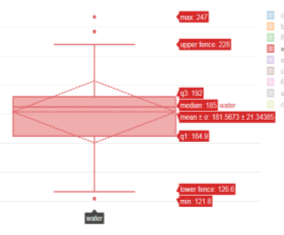 max: 247
upper fence: 226
q3: 192
median: 185 water
mean ± σ: 181.5673 ± 21.34385
q1: 164.9
lower fence: 126.6
min: 121.8
water